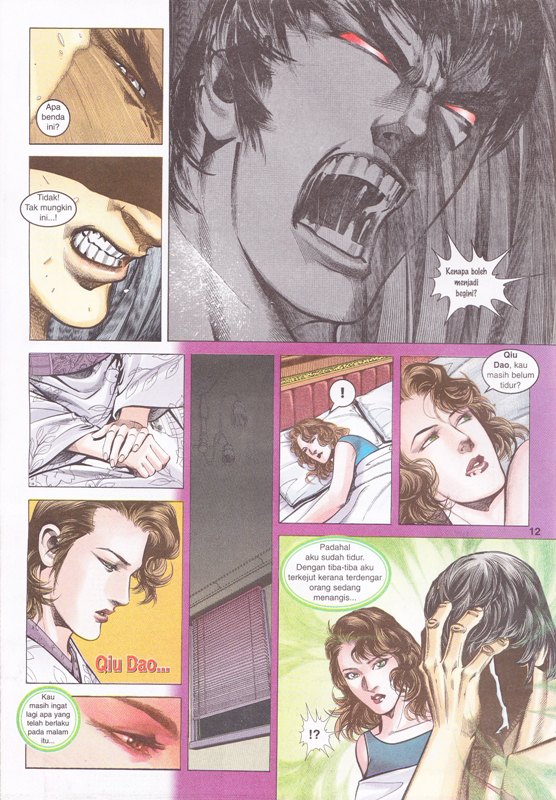 Apa
benda
ini?
Tidak!
Tak mungkin
ini...!
Kenapa boleh
menjadi
begini?
!
Qiu
Dao, kau
masih belum
tidur?
12
Qiu Dao...
Kau
masih ingat
lagi apa yang
telah berlaku
pada malam
itu...
Padahal
aku sudah tidur.
Dengan tiba-tiba aku
terkejut kerana terdengar
orang sedang
menangis...
!?